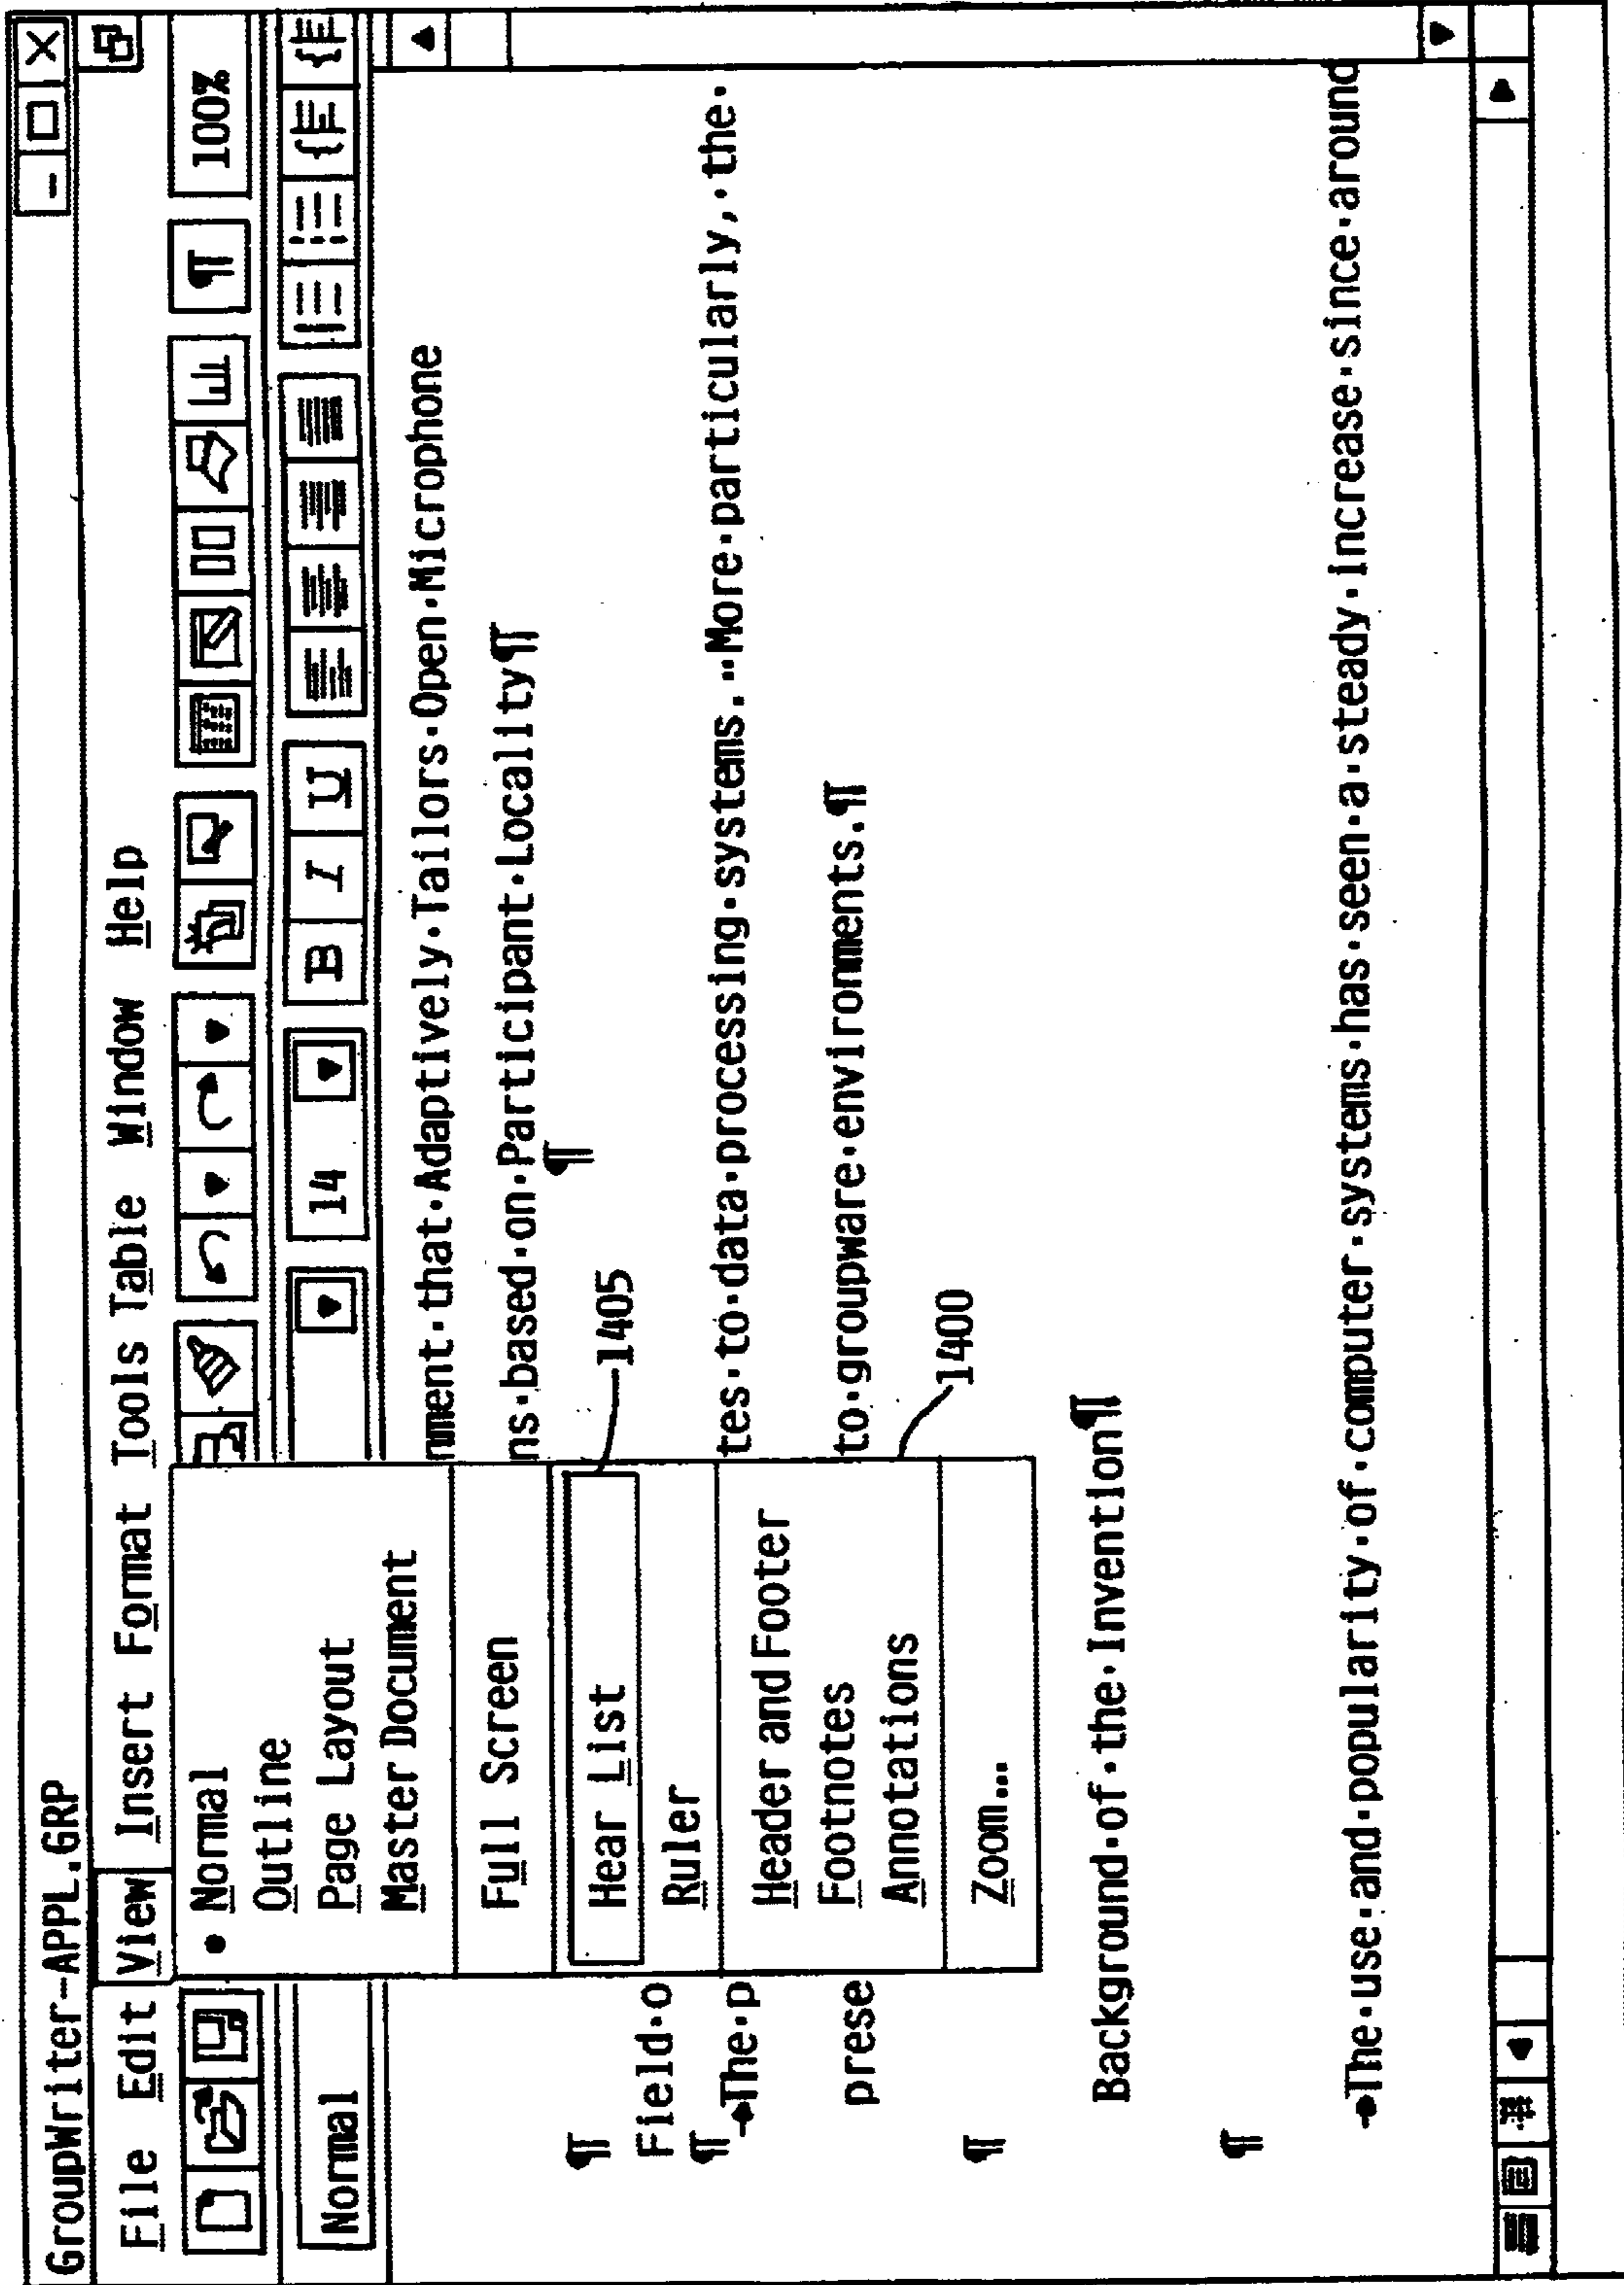 GroupWriter—APPL.GRP
File Edit View Insert Format Tools Table Window Help
100%
Normal 14 B I U
• Normal
Outline
Page Layout
Master Document
Full Screen
Hear List
Ruler
Header and Footer
Footnotes
Annotations
Zoom...
nment·that·Adaptively·Tailors·Open·Microphone
ns·based·on·Participant·Locality¶
¶
¶
1405
Field·o
¶
The·p
tes·to·data·processing·systems.··More·particularly,·the·
prese
to·groupware·environments.¶
1400
¶
Background·of·the·Invention¶
¶
The·use·and·popularity·of·computer·systems·has·seen·a·steady·increase·since·around